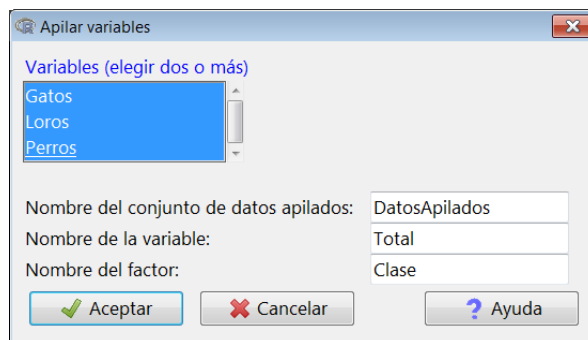 Apilar variables
Variables (elegir dos o más)
Gatos
Loros
Perros
Nombre del conjunto de datos apilados: DatosApilados
Nombre de la variable: Total
Nombre del factor: Clase
Aceptar Cancelar ? Ayuda